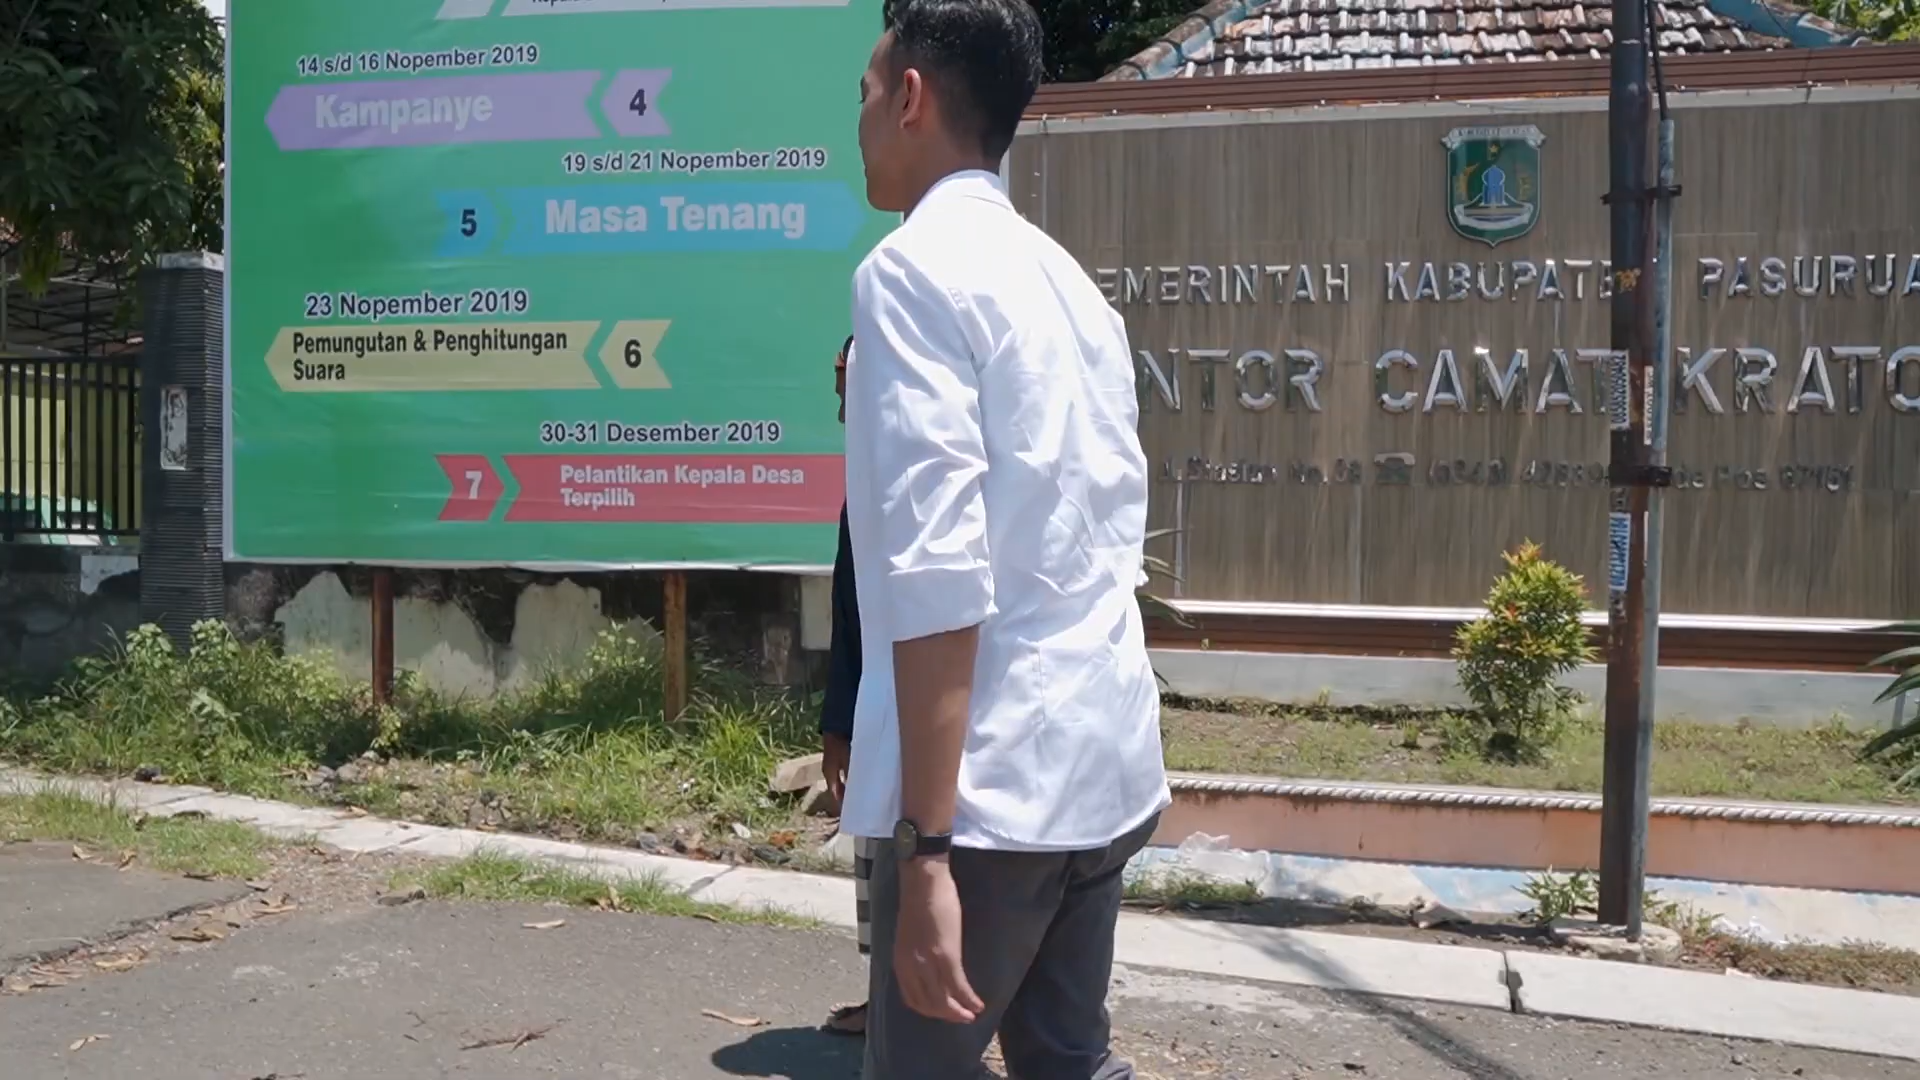 14 s/d 16 Nopember 2019
Kampanye
4
19 s/d 21 Nopember 2019
5
Masa Tenang
23 Nopember 2019
Pemungutan & Penghitungan
Suara
6
30-31 Desember 2019
7
Pelantikan Kepala Desa
Terpilih
EMERINTAH KABUPATE PASURUA
NTOR CAMAT KRATO